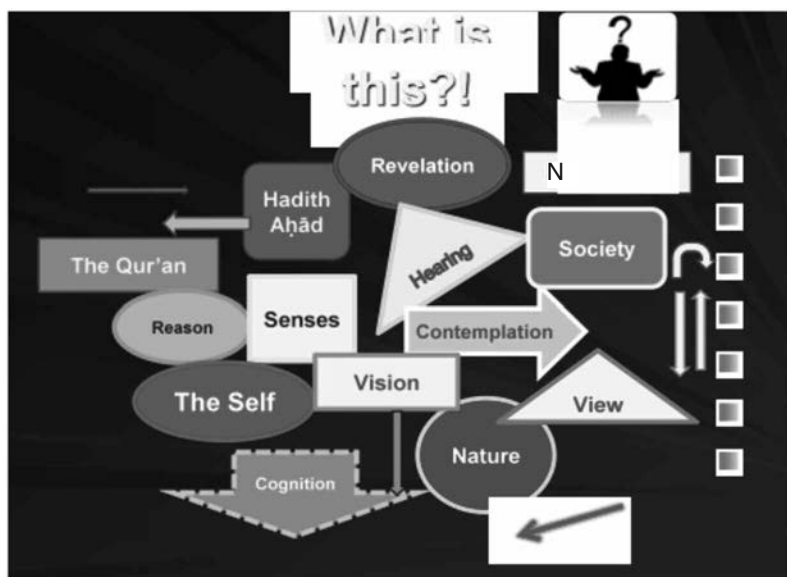 What is
this?!
?
Revelation
N
Hadith
Aḥād
Society
The Qur’an
Hearing
Reason
Senses
Contemplation
Vision
The Self
View
Nature
Cognition